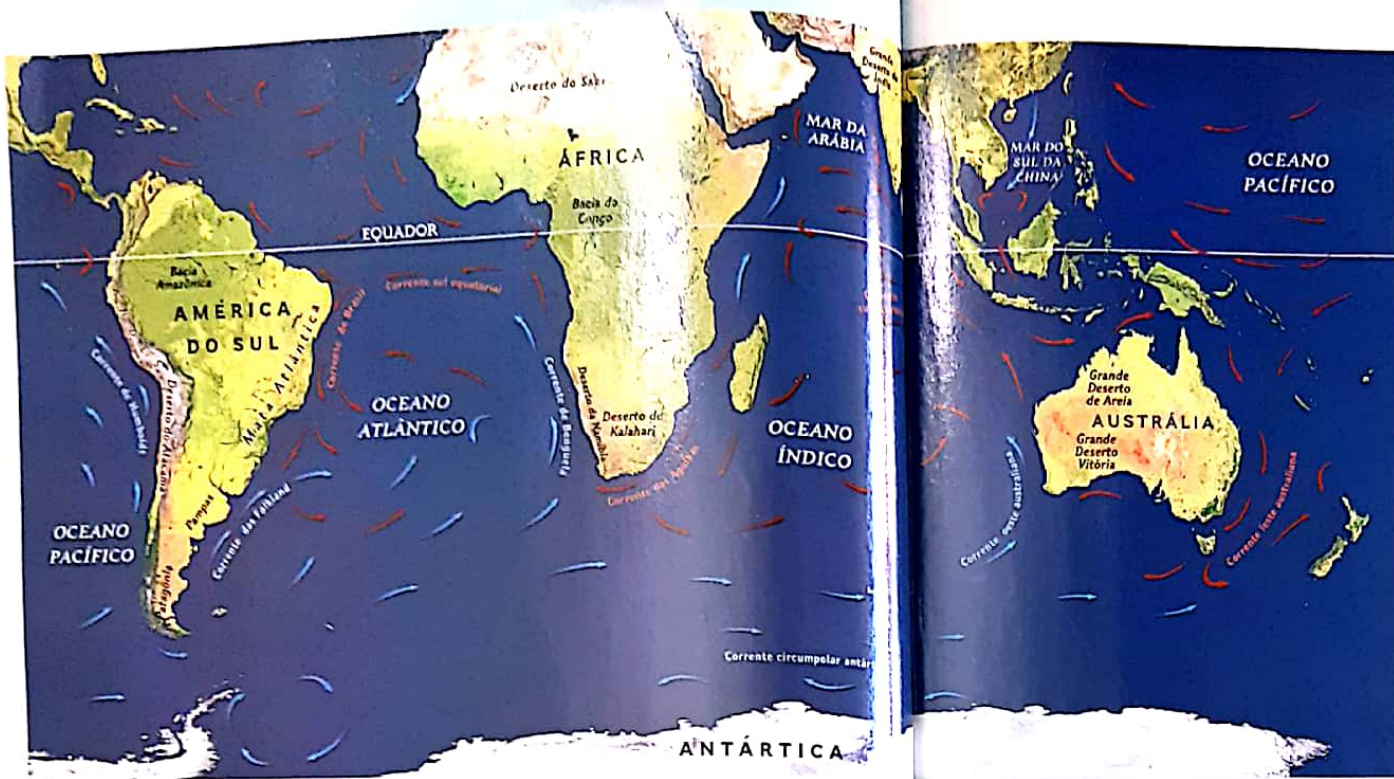 Deserto do Saara
ÁFRICA
Bacia do
Congo
MAR DA
ARÁBIA
Grande
Deserto da
MAR DO
SUL DA
CHINA
OCEANO
PACÍFICO
EQUADOR
Bacia
Amazônica
AMÉRICA
DO SUL
Mata Atlântica
Corrente do Brasil
Corrente sul equatorial
Corrente de Humboldt
Deserto do Atacama
OCEANO
ATLÂNTICO
Corrente de Benguela
Deserto da Namíbia
Deserto de
Kalahari
Corrente das Agulhas
OCEANO
ÍNDICO
Grande
Deserto
de Areia
AUSTRÁLIA
Grande
Deserto
Vitória
Corrente oeste australiana
Corrente leste australiana
OCEANO
PACÍFICO
Pampas
Corrente das Falkland
Patagônia
Corrente circumpolar antár
ANTÁRTICA